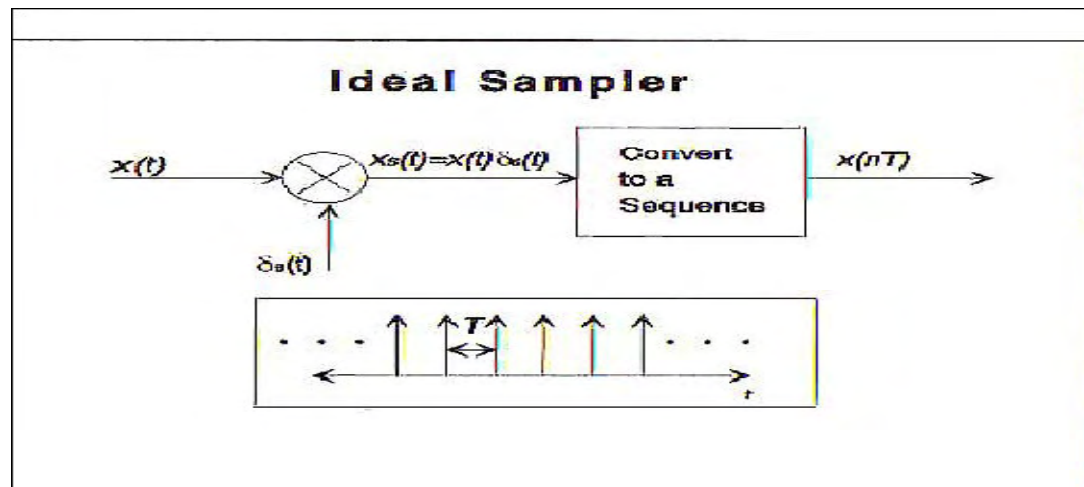 Ideal Sampler
x(t)
xs(t)=x(t)δs(t)
Convert
to a
Sequence
x(nT)
δs(t)
. . . T . . .
t